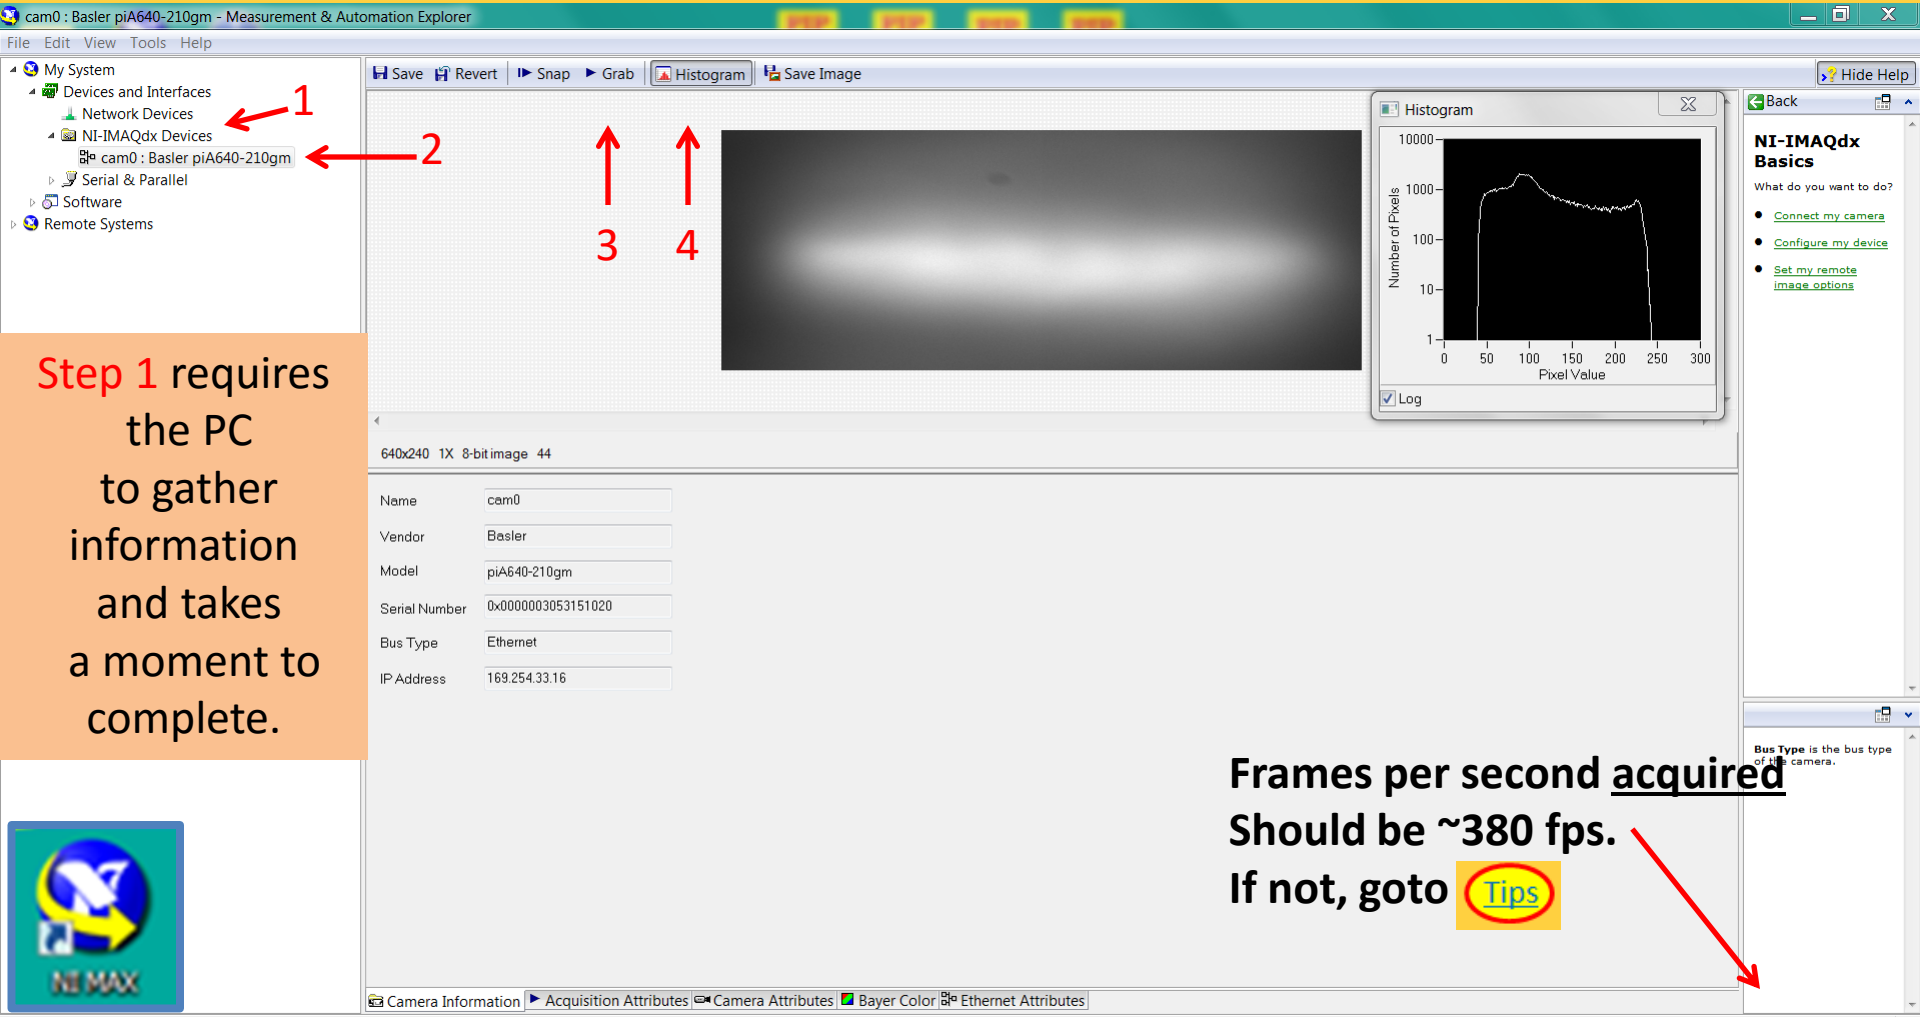 cam0 : Basler piA640-210gm - Measurement & Automation Explorer
File Edit View Tools Help
My System
Devices and Interfaces
Network Devices
NI-IMAQdx Devices
cam0 : Basler piA640-210gm
Serial & Parallel
Software
Remote Systems
1
2
Save Revert Snap Grab Histogram Save Image
Hide Help
3
4
Histogram
10000
1000
100
10
1
Number of Pixels
0 50 100 150 200 250 300
Pixel Value
Log
Back
NI-IMAQdx
Basics
What do you want to do?
Connect my camera
Configure my device
Set my remote
image options
Step 1 requires
the PC
to gather
information
and takes
a moment to
complete.
640x240 1X 8-bit image 44
Name cam0
Vendor Basler
Model piA640-210gm
Serial Number 0x0000003053151020
Bus Type Ethernet
IP Address 169.254.33.16
Bus Type is the bus type
of the camera.
Frames per second acquired
Should be ~380 fps.
If not, goto Tips
NI MAX
Camera Information Acquisition Attributes Camera Attributes Bayer Color Ethernet Attributes